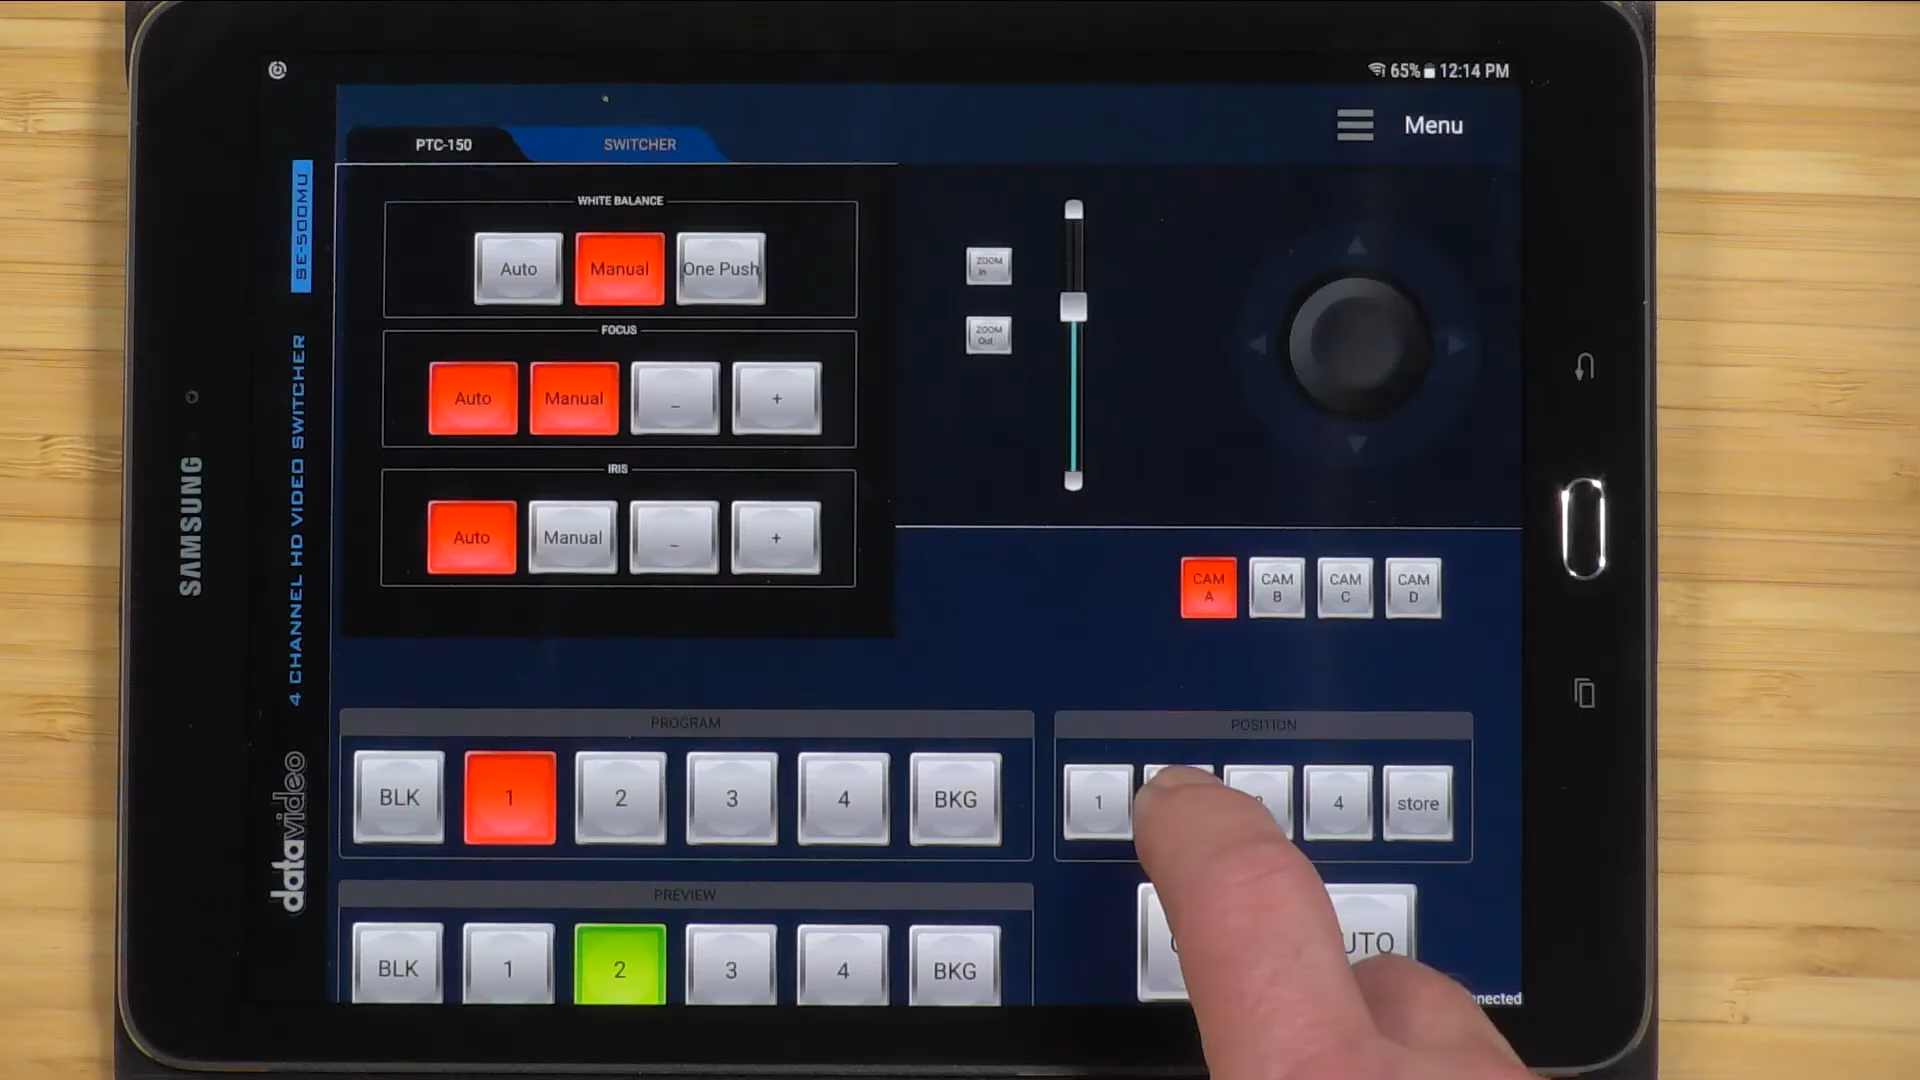 65% 12:14 PM
Menu
PTC-150
SWITCHER
SE-500MU
4 CHANNEL HD VIDEO SWITCHER
datavideo
SAMSUNG
WHITE BALANCE
Auto
Manual
One Push
FOCUS
Auto
Manual
_
+
IRIS
Auto
Manual
_
+
ZOOM
In
ZOOM
Out
CAM
A
CAM
B
CAM
C
CAM
D
PROGRAM
BLK
1
2
3
4
BKG
POSITION
1
4
store
PREVIEW
BLK
1
2
3
4
BKG
UTO
nected